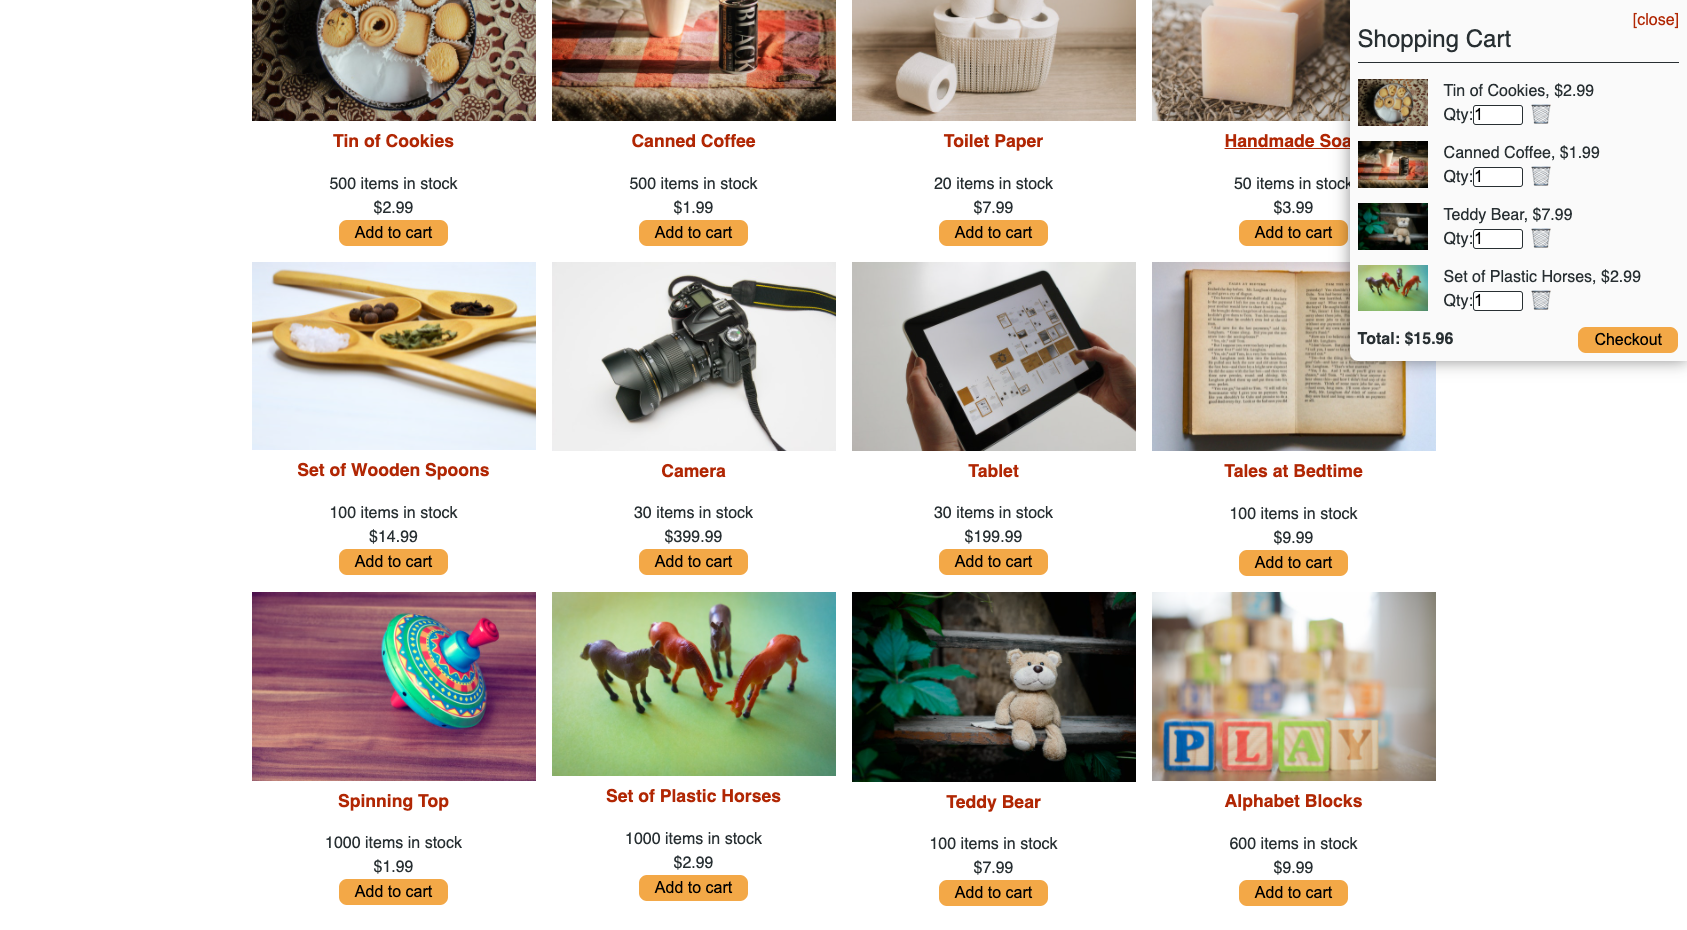 [close]
Shopping Cart
Tin of Cookies, $2.99
Qty:1
Canned Coffee, $1.99
Qty:1
Teddy Bear, $7.99
Qty:1
Set of Plastic Horses, $2.99
Qty:1
Total: $15.96
Checkout
BLACK
Tin of Cookies
500 items in stock
$2.99
Add to cart
Canned Coffee
500 items in stock
$1.99
Add to cart
Toilet Paper
20 items in stock
$7.99
Add to cart
Handmade Soa
50 items in stock
$3.99
Add to cart
Set of Wooden Spoons
100 items in stock
$14.99
Add to cart
Camera
30 items in stock
$399.99
Add to cart
Tablet
30 items in stock
$199.99
Add to cart
Tales at Bedtime
100 items in stock
$9.99
Add to cart
Spinning Top
1000 items in stock
$1.99
Add to cart
Set of Plastic Horses
1000 items in stock
$2.99
Add to cart
Teddy Bear
100 items in stock
$7.99
Add to cart
PLAY
Alphabet Blocks
600 items in stock
$9.99
Add to cart